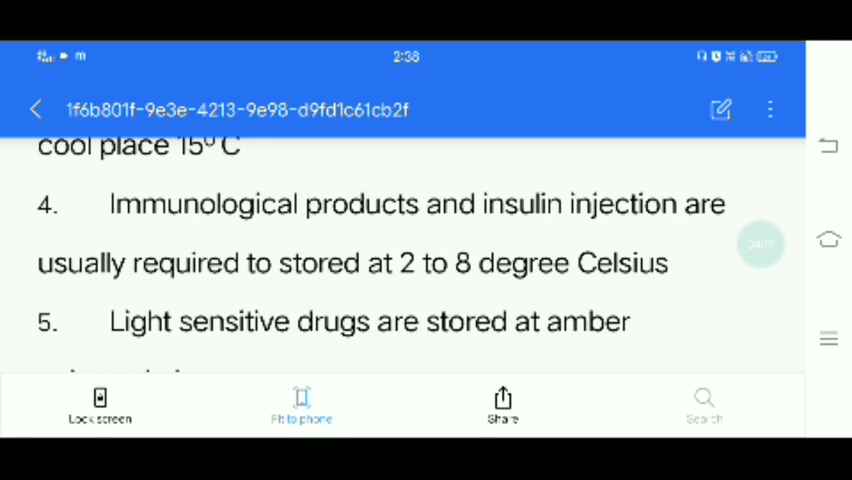 2:38
1f6b801f-9e3e-4213-9e98-d9fd1c61cb2f
cool place 15° C
4. Immunological products and insulin injection are
usually required to stored at 2 to 8 degree Celsius
5. Light sensitive drugs are stored at amber
Lock screen
Fit to phone
Share
Search